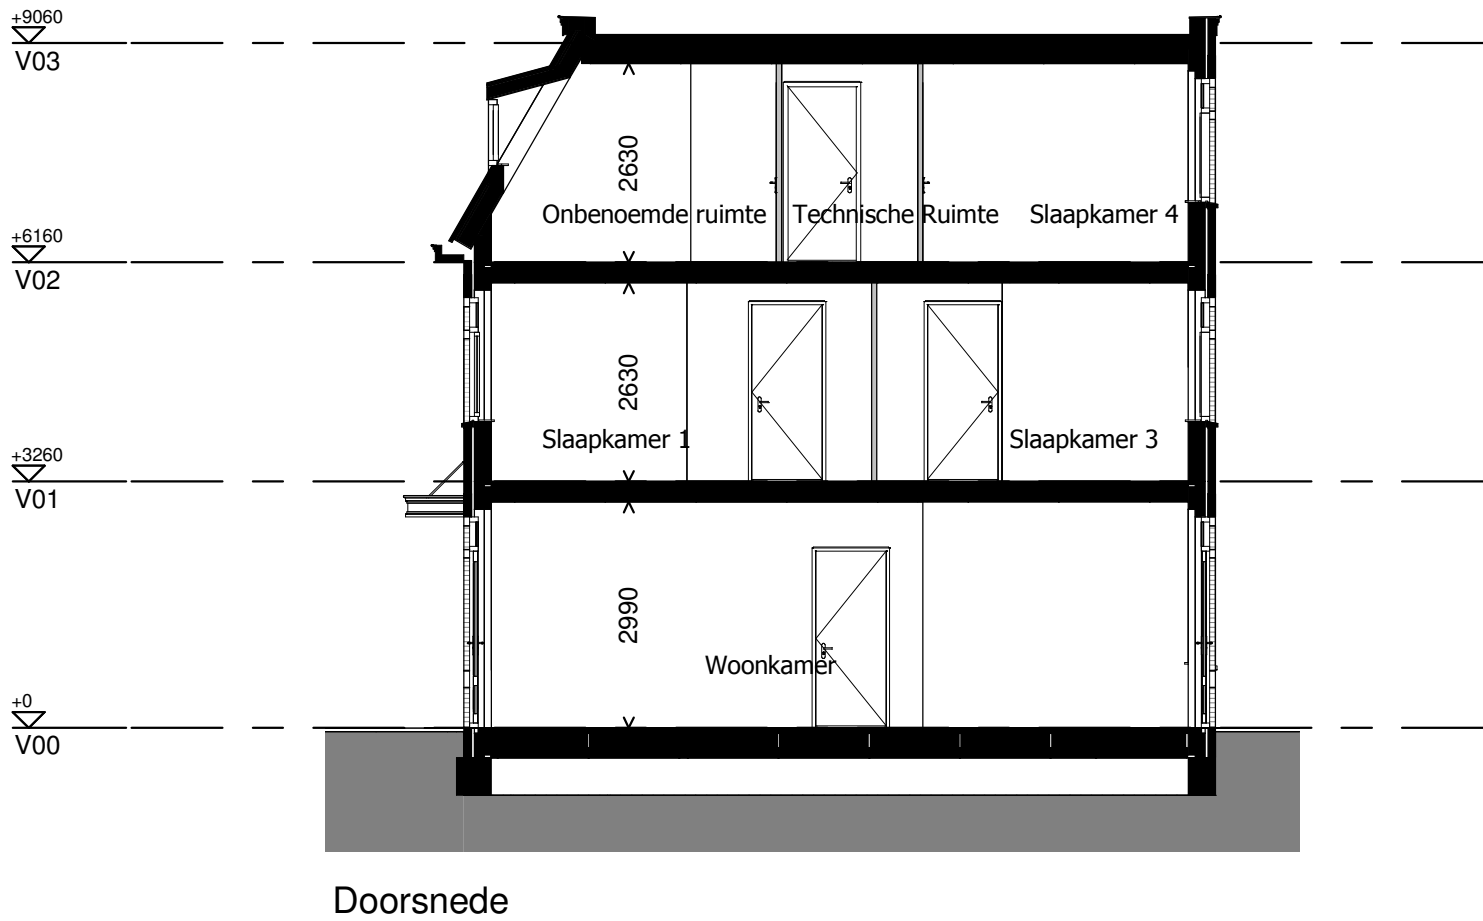 +9060
V03
2630
Onbenoemde ruimte
Technische Ruimte
Slaapkamer 4
+6160
V02
2630
Slaapkamer 1
Slaapkamer 3
+3260
V01
2990
Woonkamer
+0
V00
Doorsnede